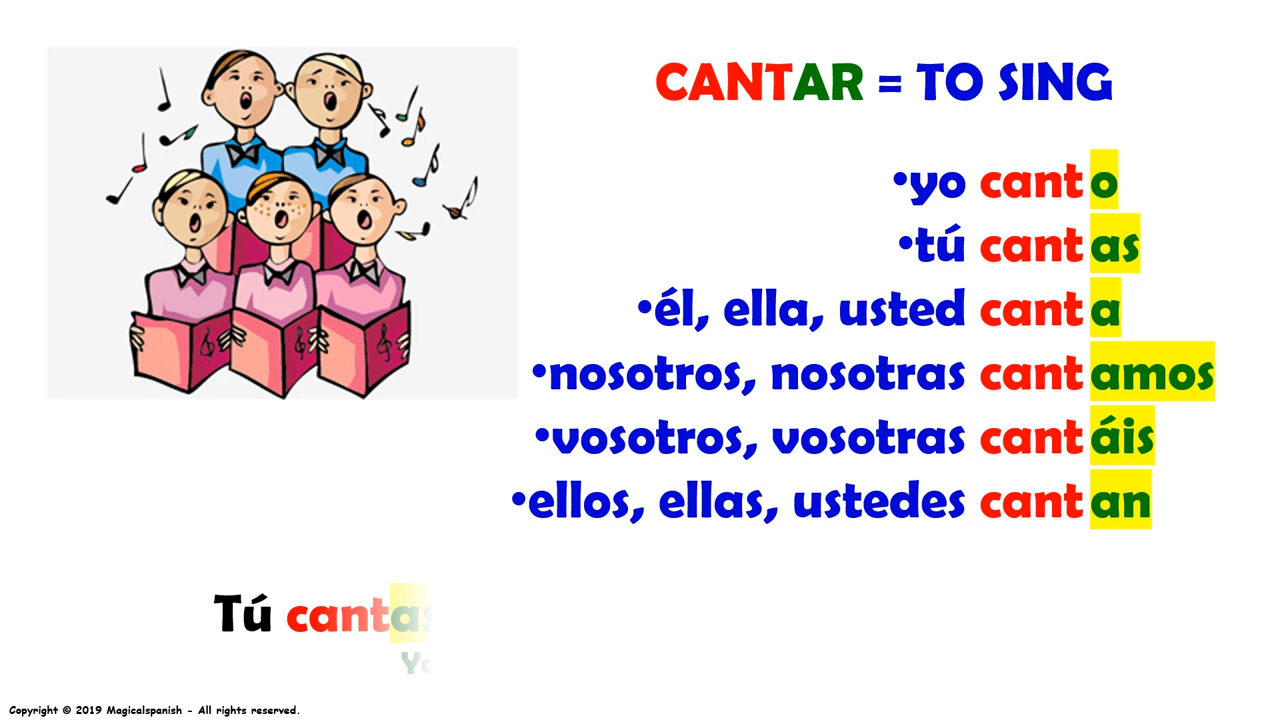 CANTAR = TO SING
•yo canto
•tú cantas
•él, ella, usted canta
•nosotros, nosotras cantamos
•vosotros, vosotras cantáis
•ellos, ellas, ustedes cantan
Tú cantas
Copyright © 2019 Magicalspanish - All rights reserved.